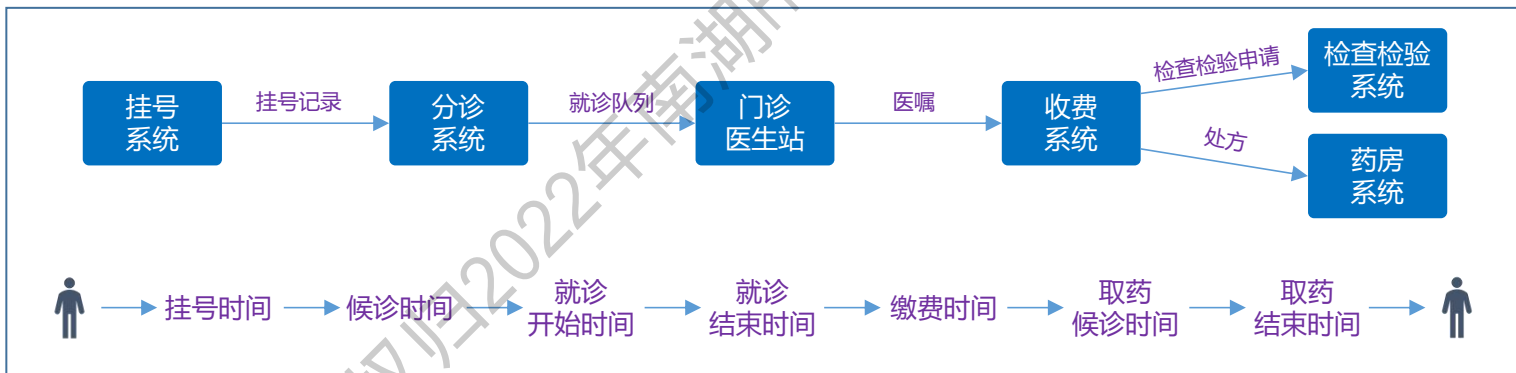 检查检验申请
检查检验
系统
挂号
系统
挂号记录
分诊
系统
就诊队列
门诊
医生站
医嘱
收费
系统
处方
药房
系统
挂号时间
候诊时间
就诊
开始时间
就诊
结束时间
缴费时间
取药
候诊时间
取药
结束时间
权归2022年南湖